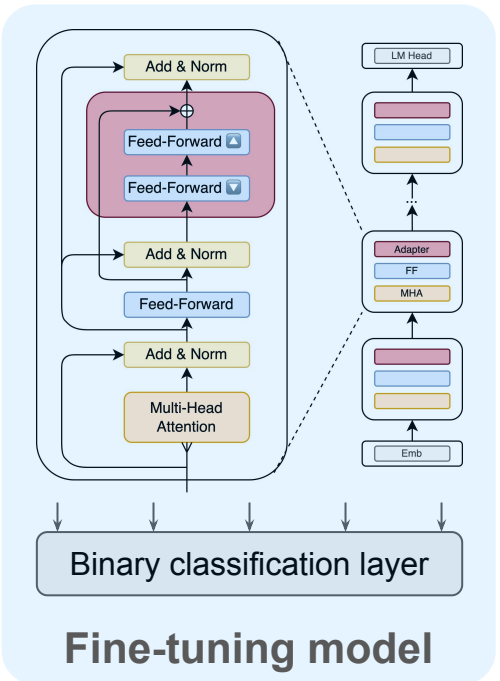 Add & Norm
Feed-Forward
Feed-Forward
Add & Norm
Feed-Forward
Add & Norm
Multi-Head
Attention
LM Head
..
Adapter
FF
MHA
Emb
Binary classification layer
Fine-tuning model